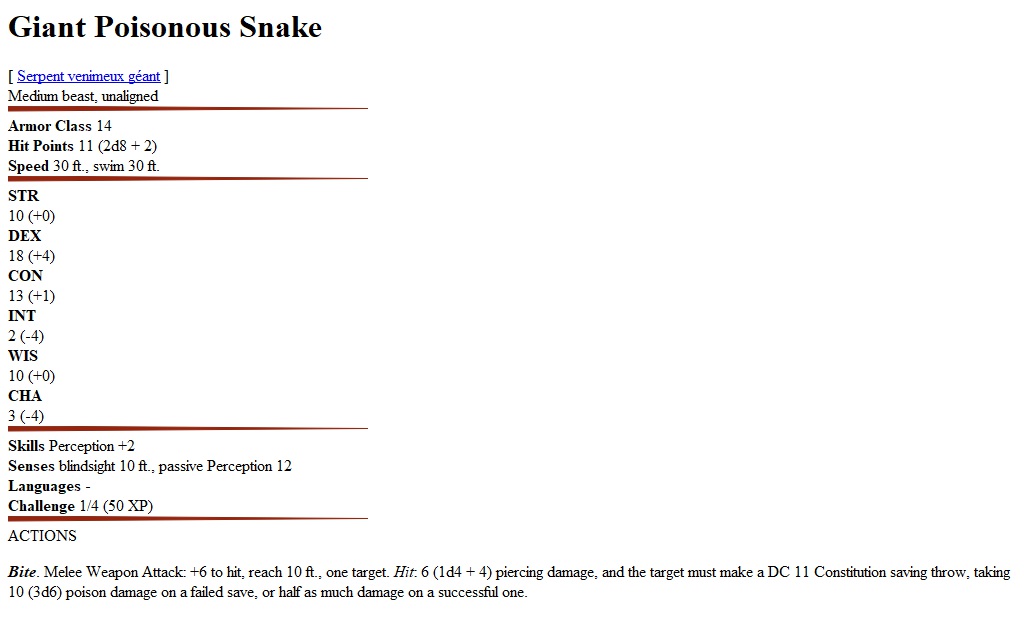 Giant Poisonous Snake
[ Serpent venimeux géant ]
Medium beast, unaligned
Armor Class 14
Hit Points 11 (2d8 + 2)
Speed 30 ft., swim 30 ft.
STR
10 (+0)
DEX
18 (+4)
CON
13 (+1)
INT
2 (-4)
WIS
10 (+0)
CHA
3 (-4)
Skills Perception +2
Senses blindsight 10 ft., passive Perception 12
Languages -
Challenge 1/4 (50 XP)
ACTIONS
Bite. Melee Weapon Attack: +6 to hit, reach 10 ft., one target. Hit: 6 (1d4 + 4) piercing damage, and the target must make a DC 11 Constitution saving throw, taking
10 (3d6) poison damage on a failed save, or half as much damage on a successful one.